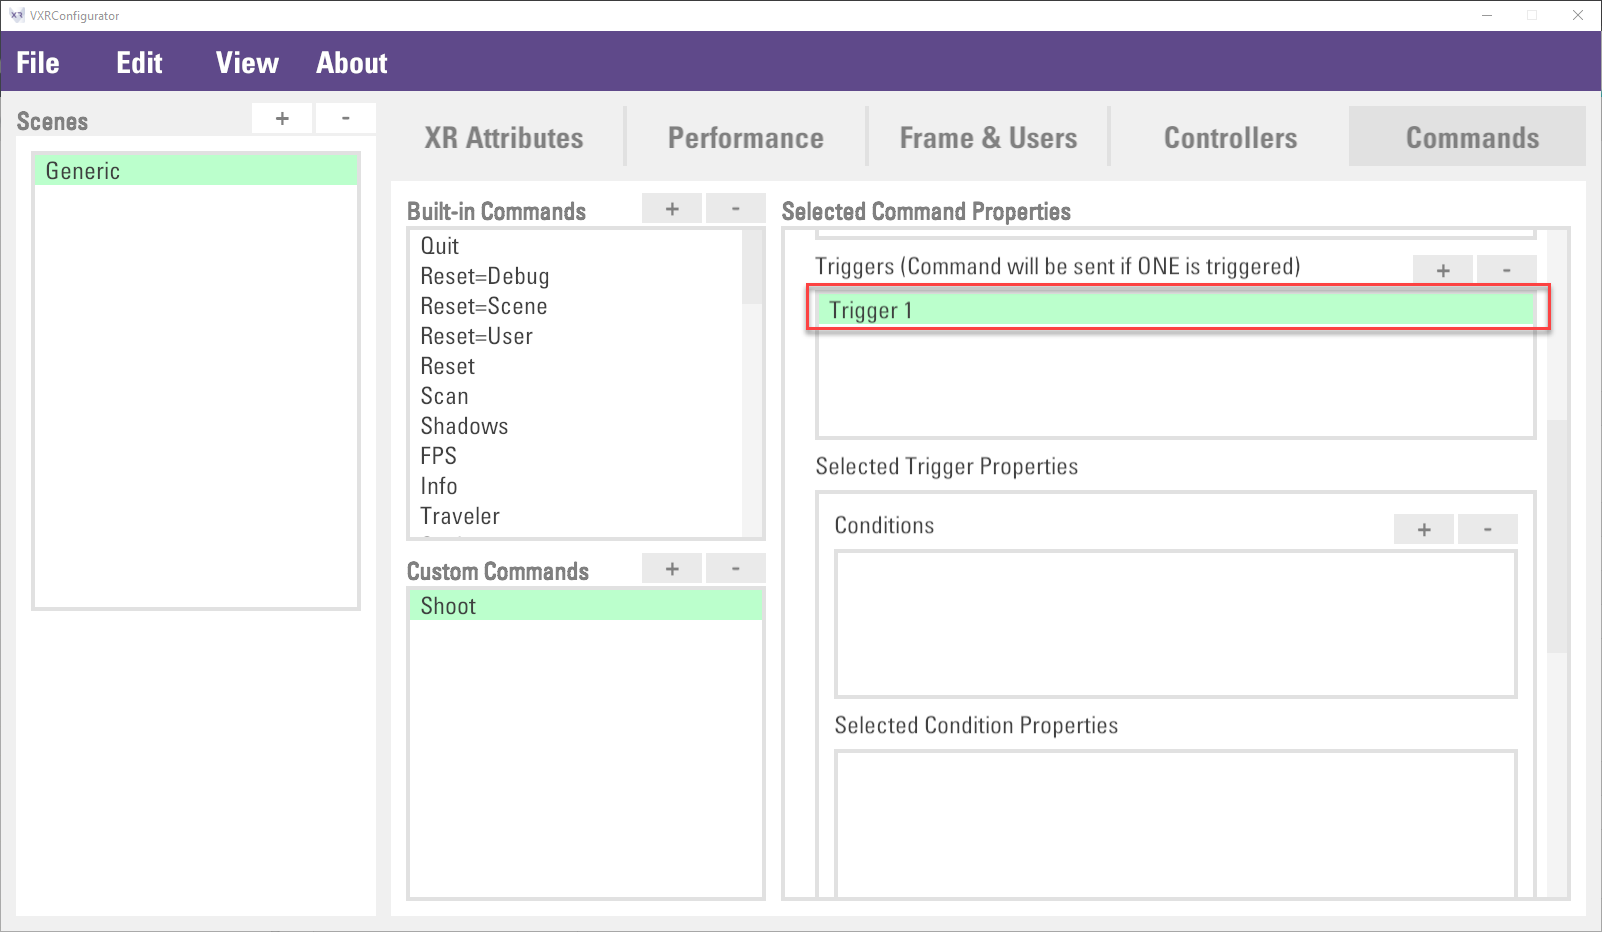 VXRConfigurator
File Edit View About
Scenes + -
Generic
XR Attributes Performance Frame & Users Controllers Commands
Built-in Commands + -
Quit
Reset=Debug
Reset=Scene
Reset=User
Reset
Scan
Shadows
FPS
Info
Traveler
Custom Commands + -
Shoot
Selected Command Properties
Triggers (Command will be sent if ONE is triggered) + -
Trigger 1
Selected Trigger Properties
Conditions + -
Selected Condition Properties